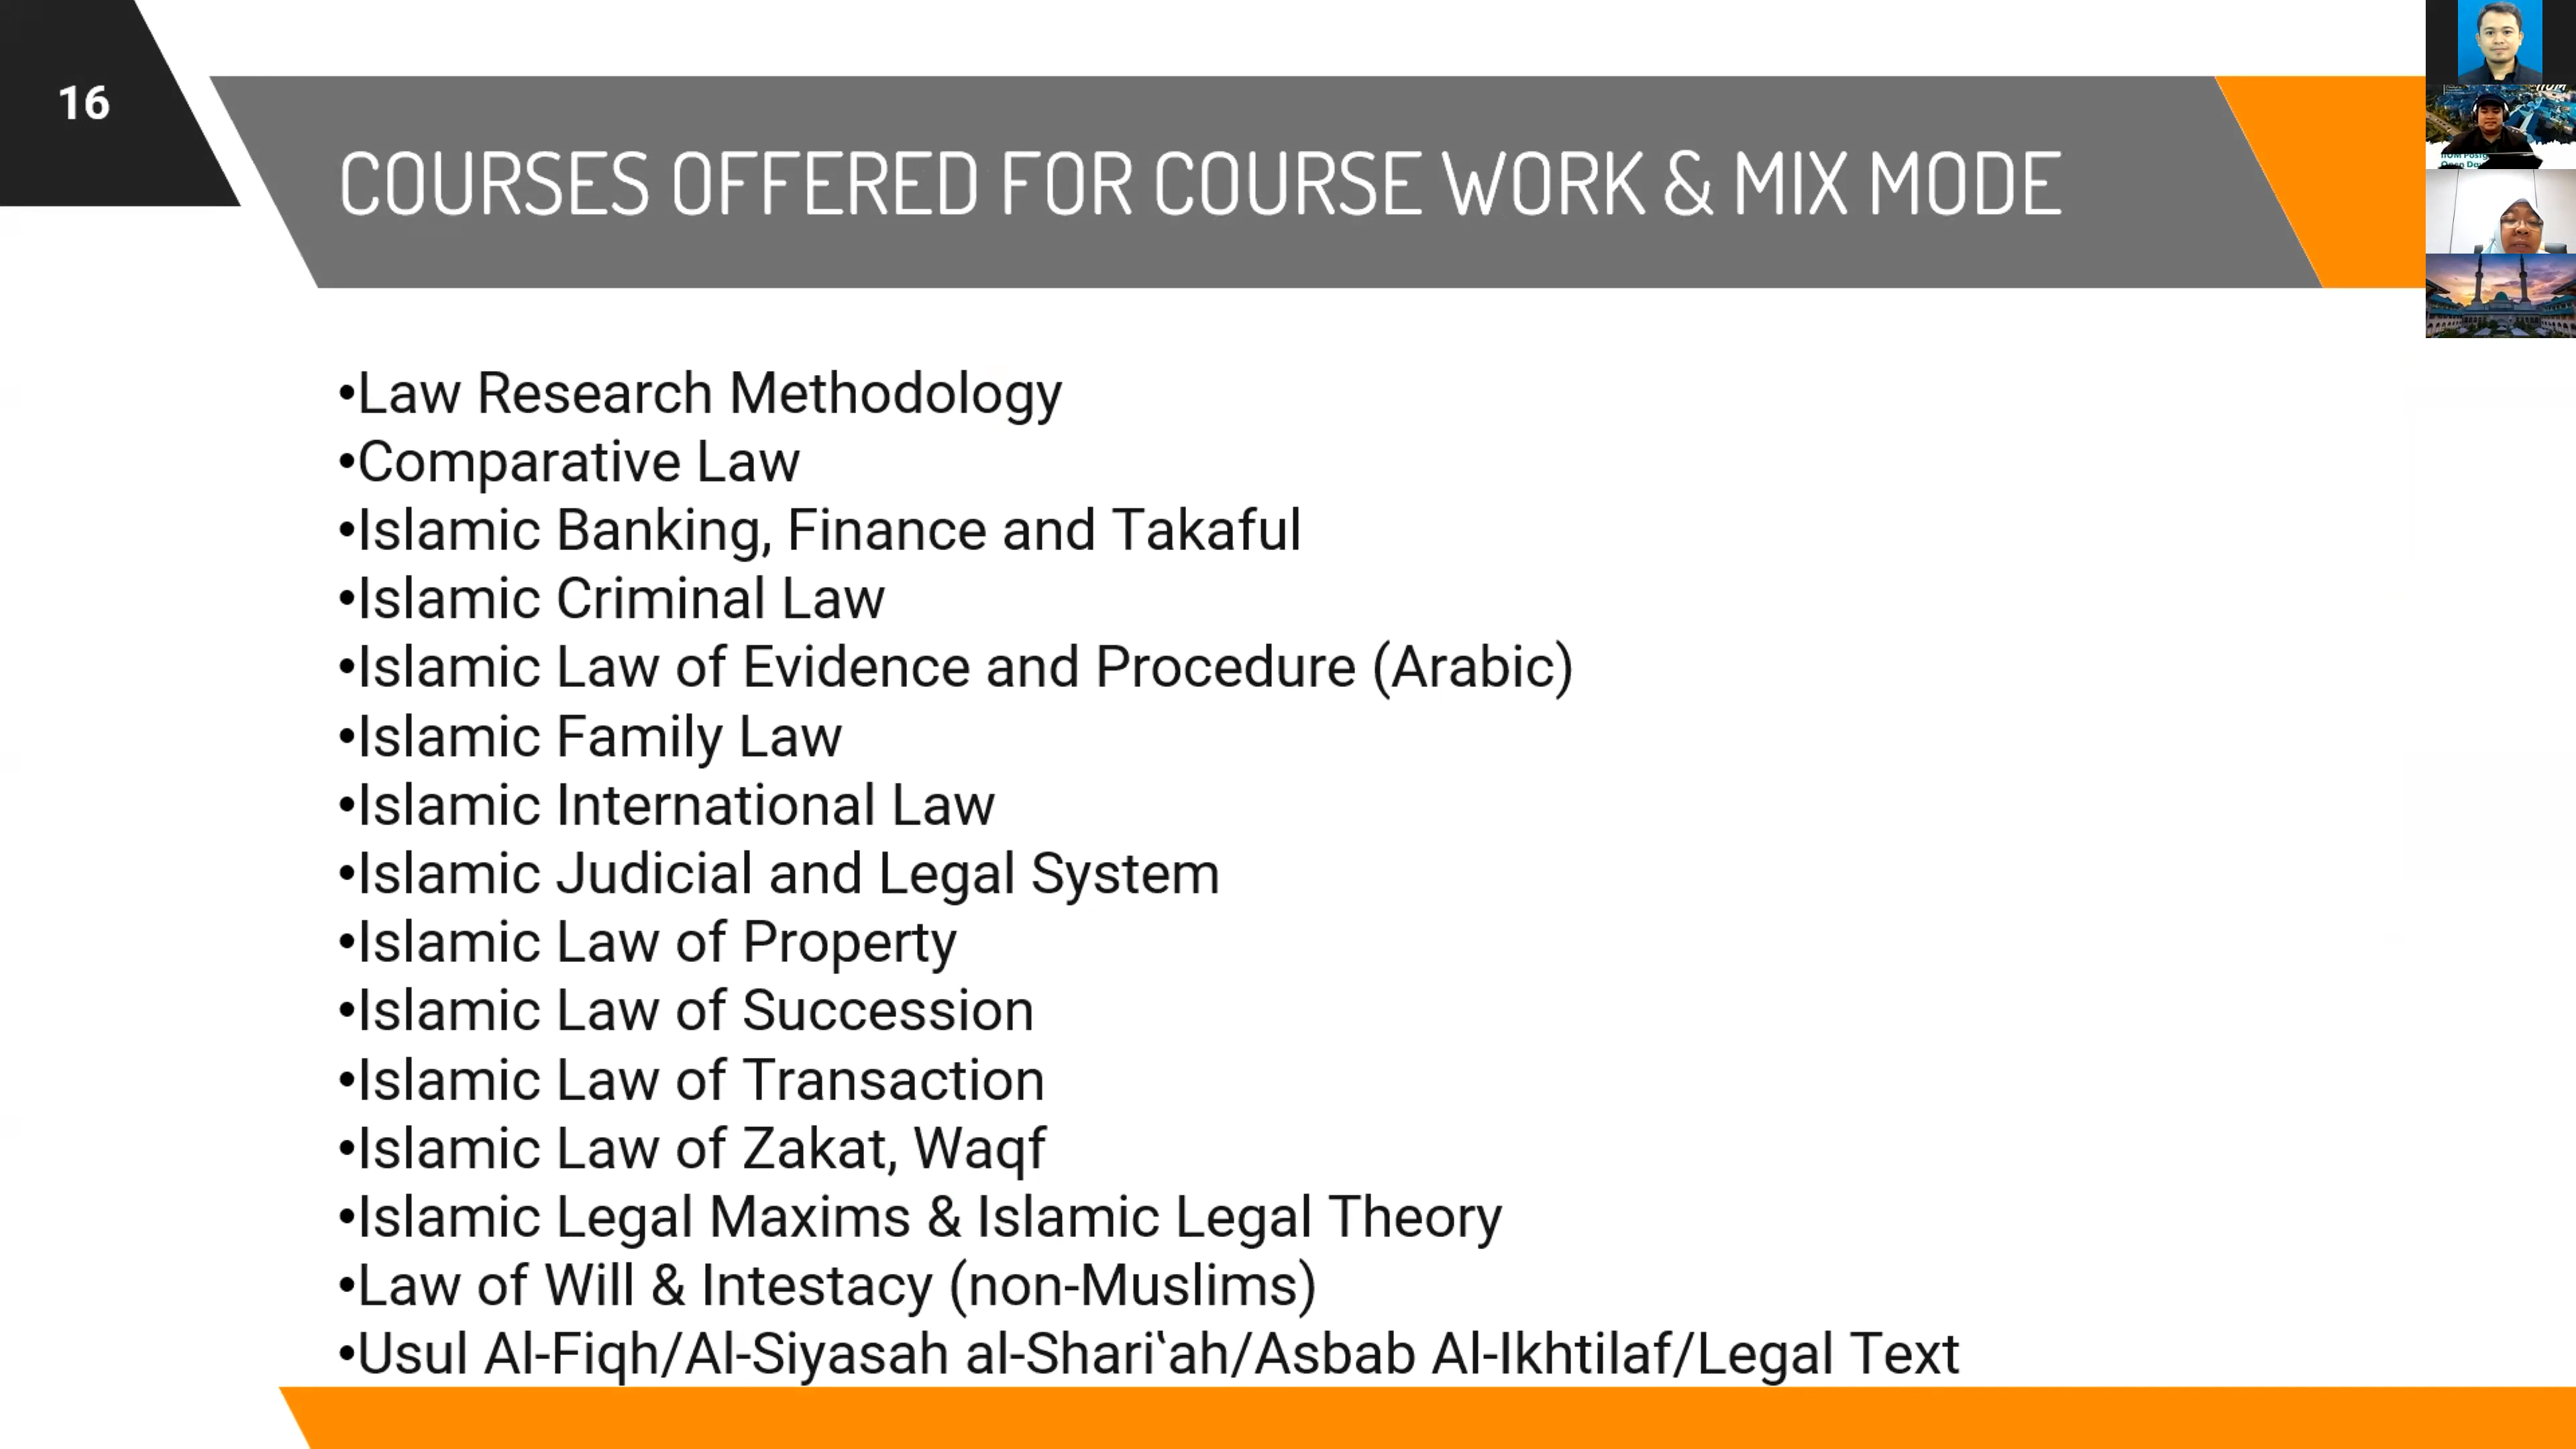 16
COURSES OFFERED FOR COURSE WORK & MIX MODE
•Law Research Methodology
•Comparative Law
•Islamic Banking, Finance and Takaful
•Islamic Criminal Law
•Islamic Law of Evidence and Procedure (Arabic)
•Islamic Family Law
•Islamic International Law
•Islamic Judicial and Legal System
•Islamic Law of Property
•Islamic Law of Succession
•Islamic Law of Transaction
•Islamic Law of Zakat, Waqf
•Islamic Legal Maxims & Islamic Legal Theory
•Law of Will & Intestacy (non-Muslims)
•Usul Al-Fiqh/Al-Siyasah al-Shari‛ah/Asbab Al-Ikhtilaf/Legal Text